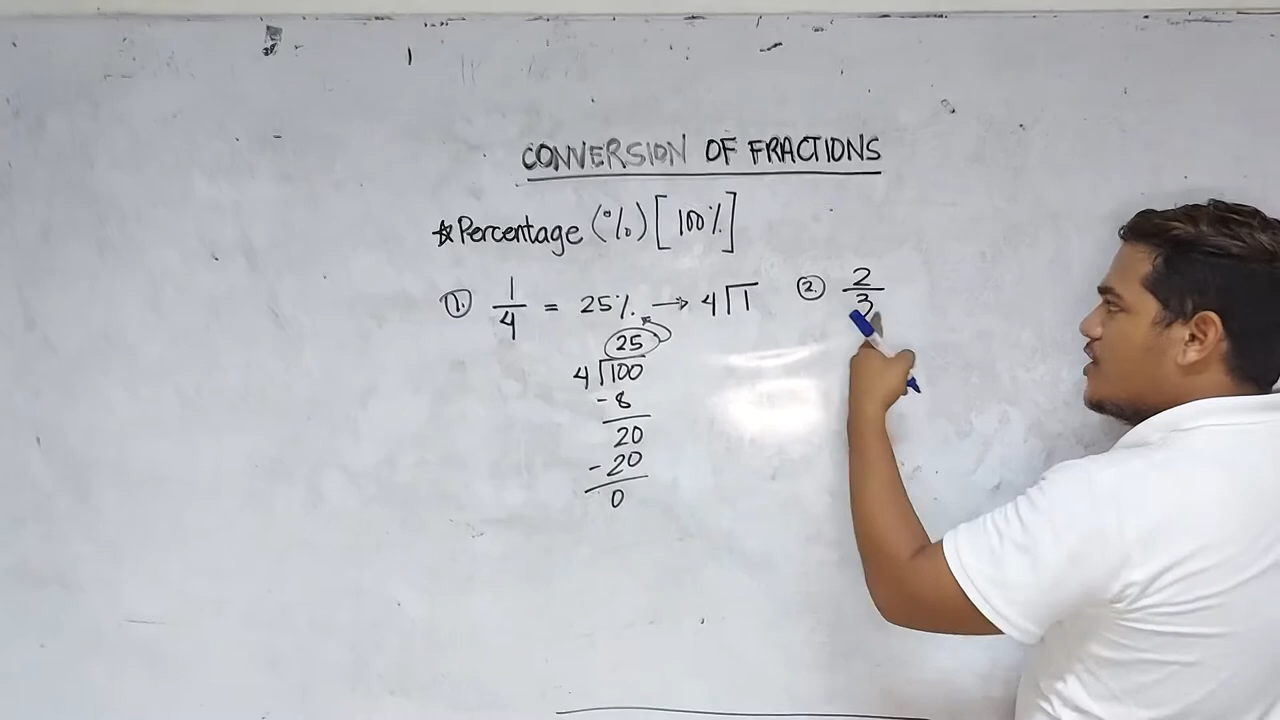 CONVERSION OF FRACTIONS
☆Percentage (%) [100%]
①. 1/4 = 25% → 4⟌1
25
4⟌100
-8
20
-20
0
②. 2/3